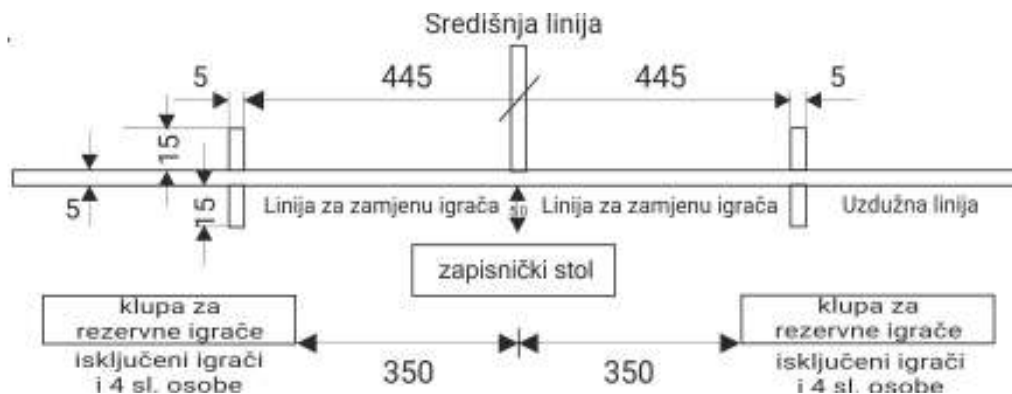 Središnja linija
5 445 445 5
15
5
15
Linija za zamjenu igrača 50 Linija za zamjenu igrača Uzdužna linija
zapisnički stol
klupa za
rezervne igrače
isključeni igrači
i 4 sl. osobe
350 350
klupa za
rezervne igrače
isključeni igrači
i 4 sl. osobe